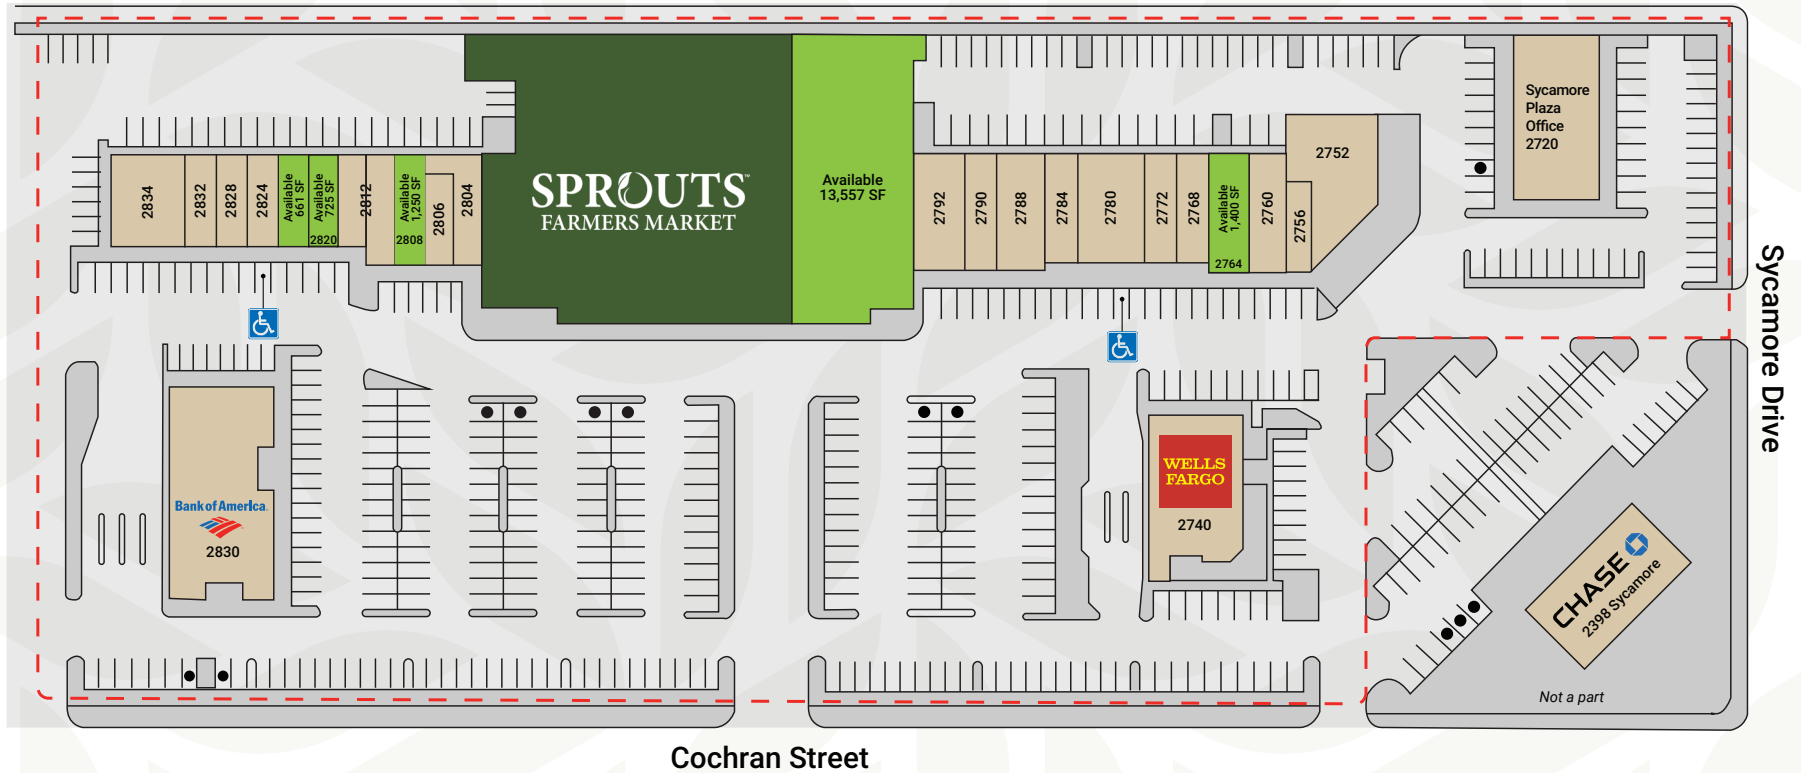 Sycamore
Plaza
Office
2720
2834
2832
2828
2824
Available
661 SF
Available
725 SF
2820
2812
Available
1,250 SF
2808
2806
2804
SPROUTS™
FARMERS MARKET
Available
13,557 SF
2792
2790
2788
2784
2780
2772
2768
Available
1,400 SF
2764
2760
2756
2752
Sycamore Drive
Bank of America.
2830
WELLS
FARGO
2740
CHASE
2398 Sycamore
Not a part
Cochran Street